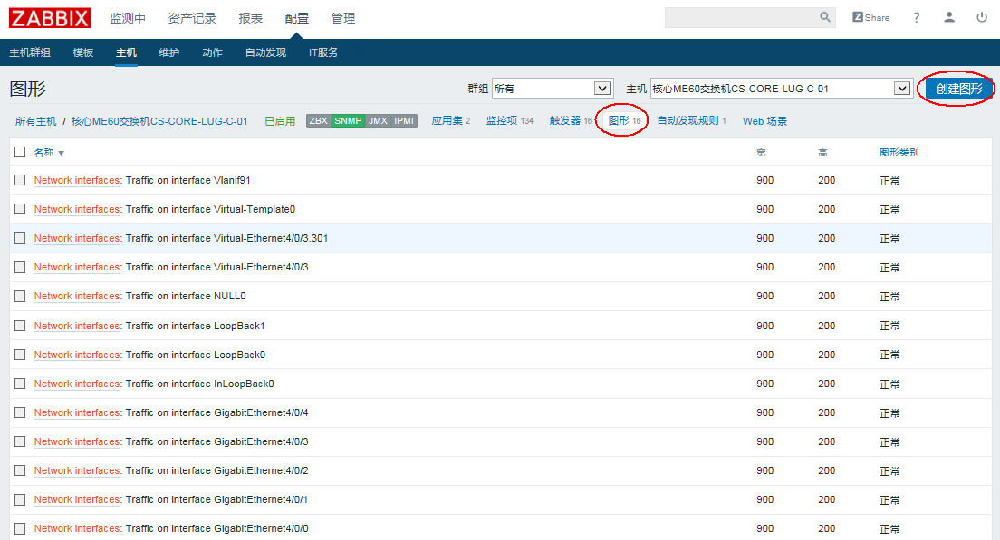 ZABBIX 监测中 资产记录 报表 配置 管理 Z Share ?
主机群组 模板 主机 维护 动作 自动发现 IT服务
图形 群组 所有 主机 核心ME60交换机CS-CORE-LUG-C-01 创建图形
所有主机 / 核心ME60交换机CS-CORE-LUG-C-01 已启用 ZBX SNMP JMX IPMI 应用集 2 监控项 134 触发器 16 图形 16 自动发现规则 1 Web 场景
名称 宽 高 图形类别
Network interfaces: Traffic on interface Vlanif91 900 200 正常
Network interfaces: Traffic on interface Virtual-Template0 900 200 正常
Network interfaces: Traffic on interface Virtual-Ethernet4/0/3.301 900 200 正常
Network interfaces: Traffic on interface Virtual-Ethernet4/0/3 900 200 正常
Network interfaces: Traffic on interface NULL0 900 200 正常
Network interfaces: Traffic on interface LoopBack1 900 200 正常
Network interfaces: Traffic on interface LoopBack0 900 200 正常
Network interfaces: Traffic on interface InLoopBack0 900 200 正常
Network interfaces: Traffic on interface GigabitEthernet4/0/4 900 200 正常
Network interfaces: Traffic on interface GigabitEthernet4/0/3 900 200 正常
Network interfaces: Traffic on interface GigabitEthernet4/0/2 900 200 正常
Network interfaces: Traffic on interface GigabitEthernet4/0/1 900 200 正常
Network interfaces: Traffic on interface GigabitEthernet4/0/0 900 200 正常